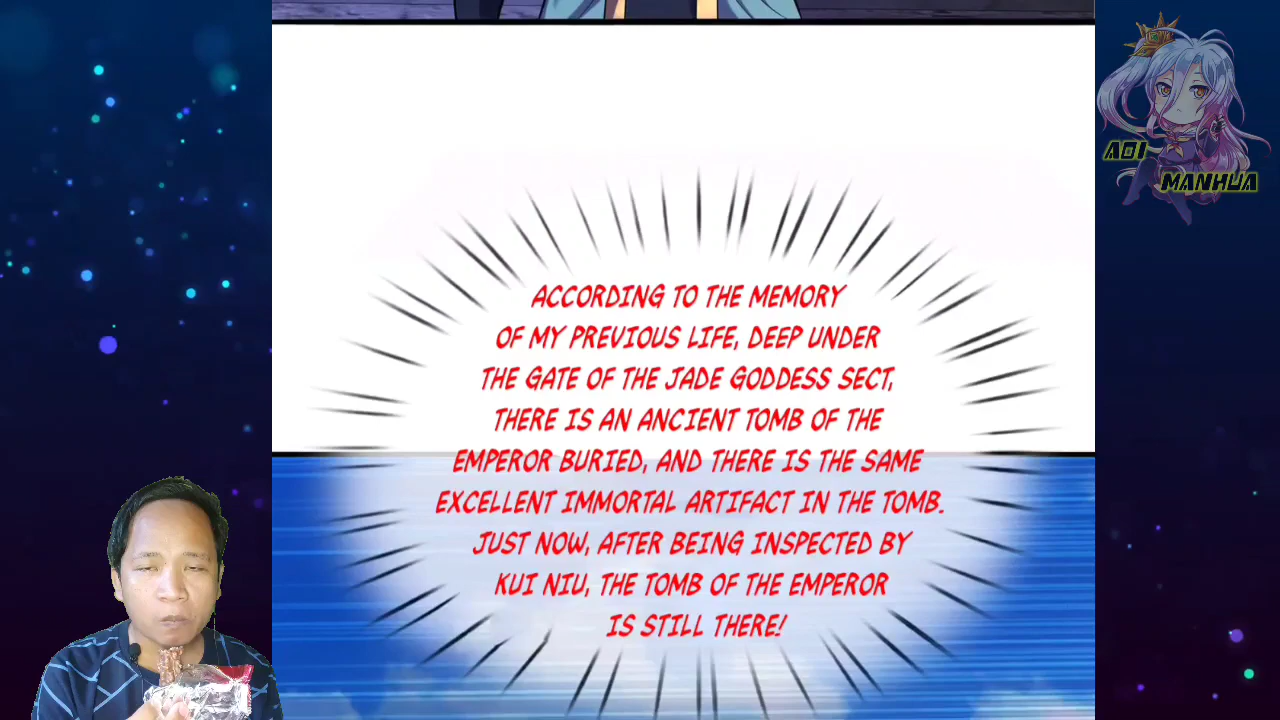 AOI
MANHUA
ACCORDING TO THE MEMORY
OF MY PREVIOUS LIFE, DEEP UNDER
THE GATE OF THE JADE GODDESS SECT,
THERE IS AN ANCIENT TOMB OF THE
EMPEROR BURIED, AND THERE IS THE SAME
EXCELLENT IMMORTAL ARTIFACT IN THE TOMB.
JUST NOW, AFTER BEING INSPECTED BY
KUI NIU, THE TOMB OF THE EMPEROR
IS STILL THERE!